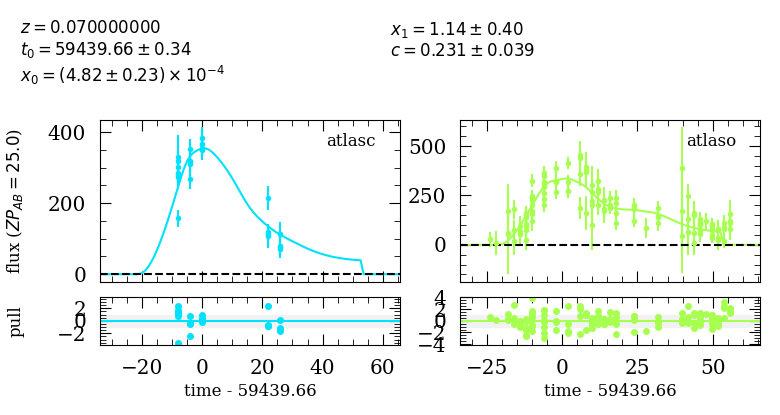 z = 0.070000000
t₀ = 59439.66 ± 0.34
x₀ = (4.82 ± 0.23) × 10⁻⁴
x₁ = 1.14 ± 0.40
c = 0.231 ± 0.039
flux (ZP_AB = 25.0)
400
200
0
atlasc
500
250
0
atlaso
pull
2
0
−2
−20
0
20
40
60
time - 59439.66
4
2
0
−2
−4
−25
0
25
50
time - 59439.66